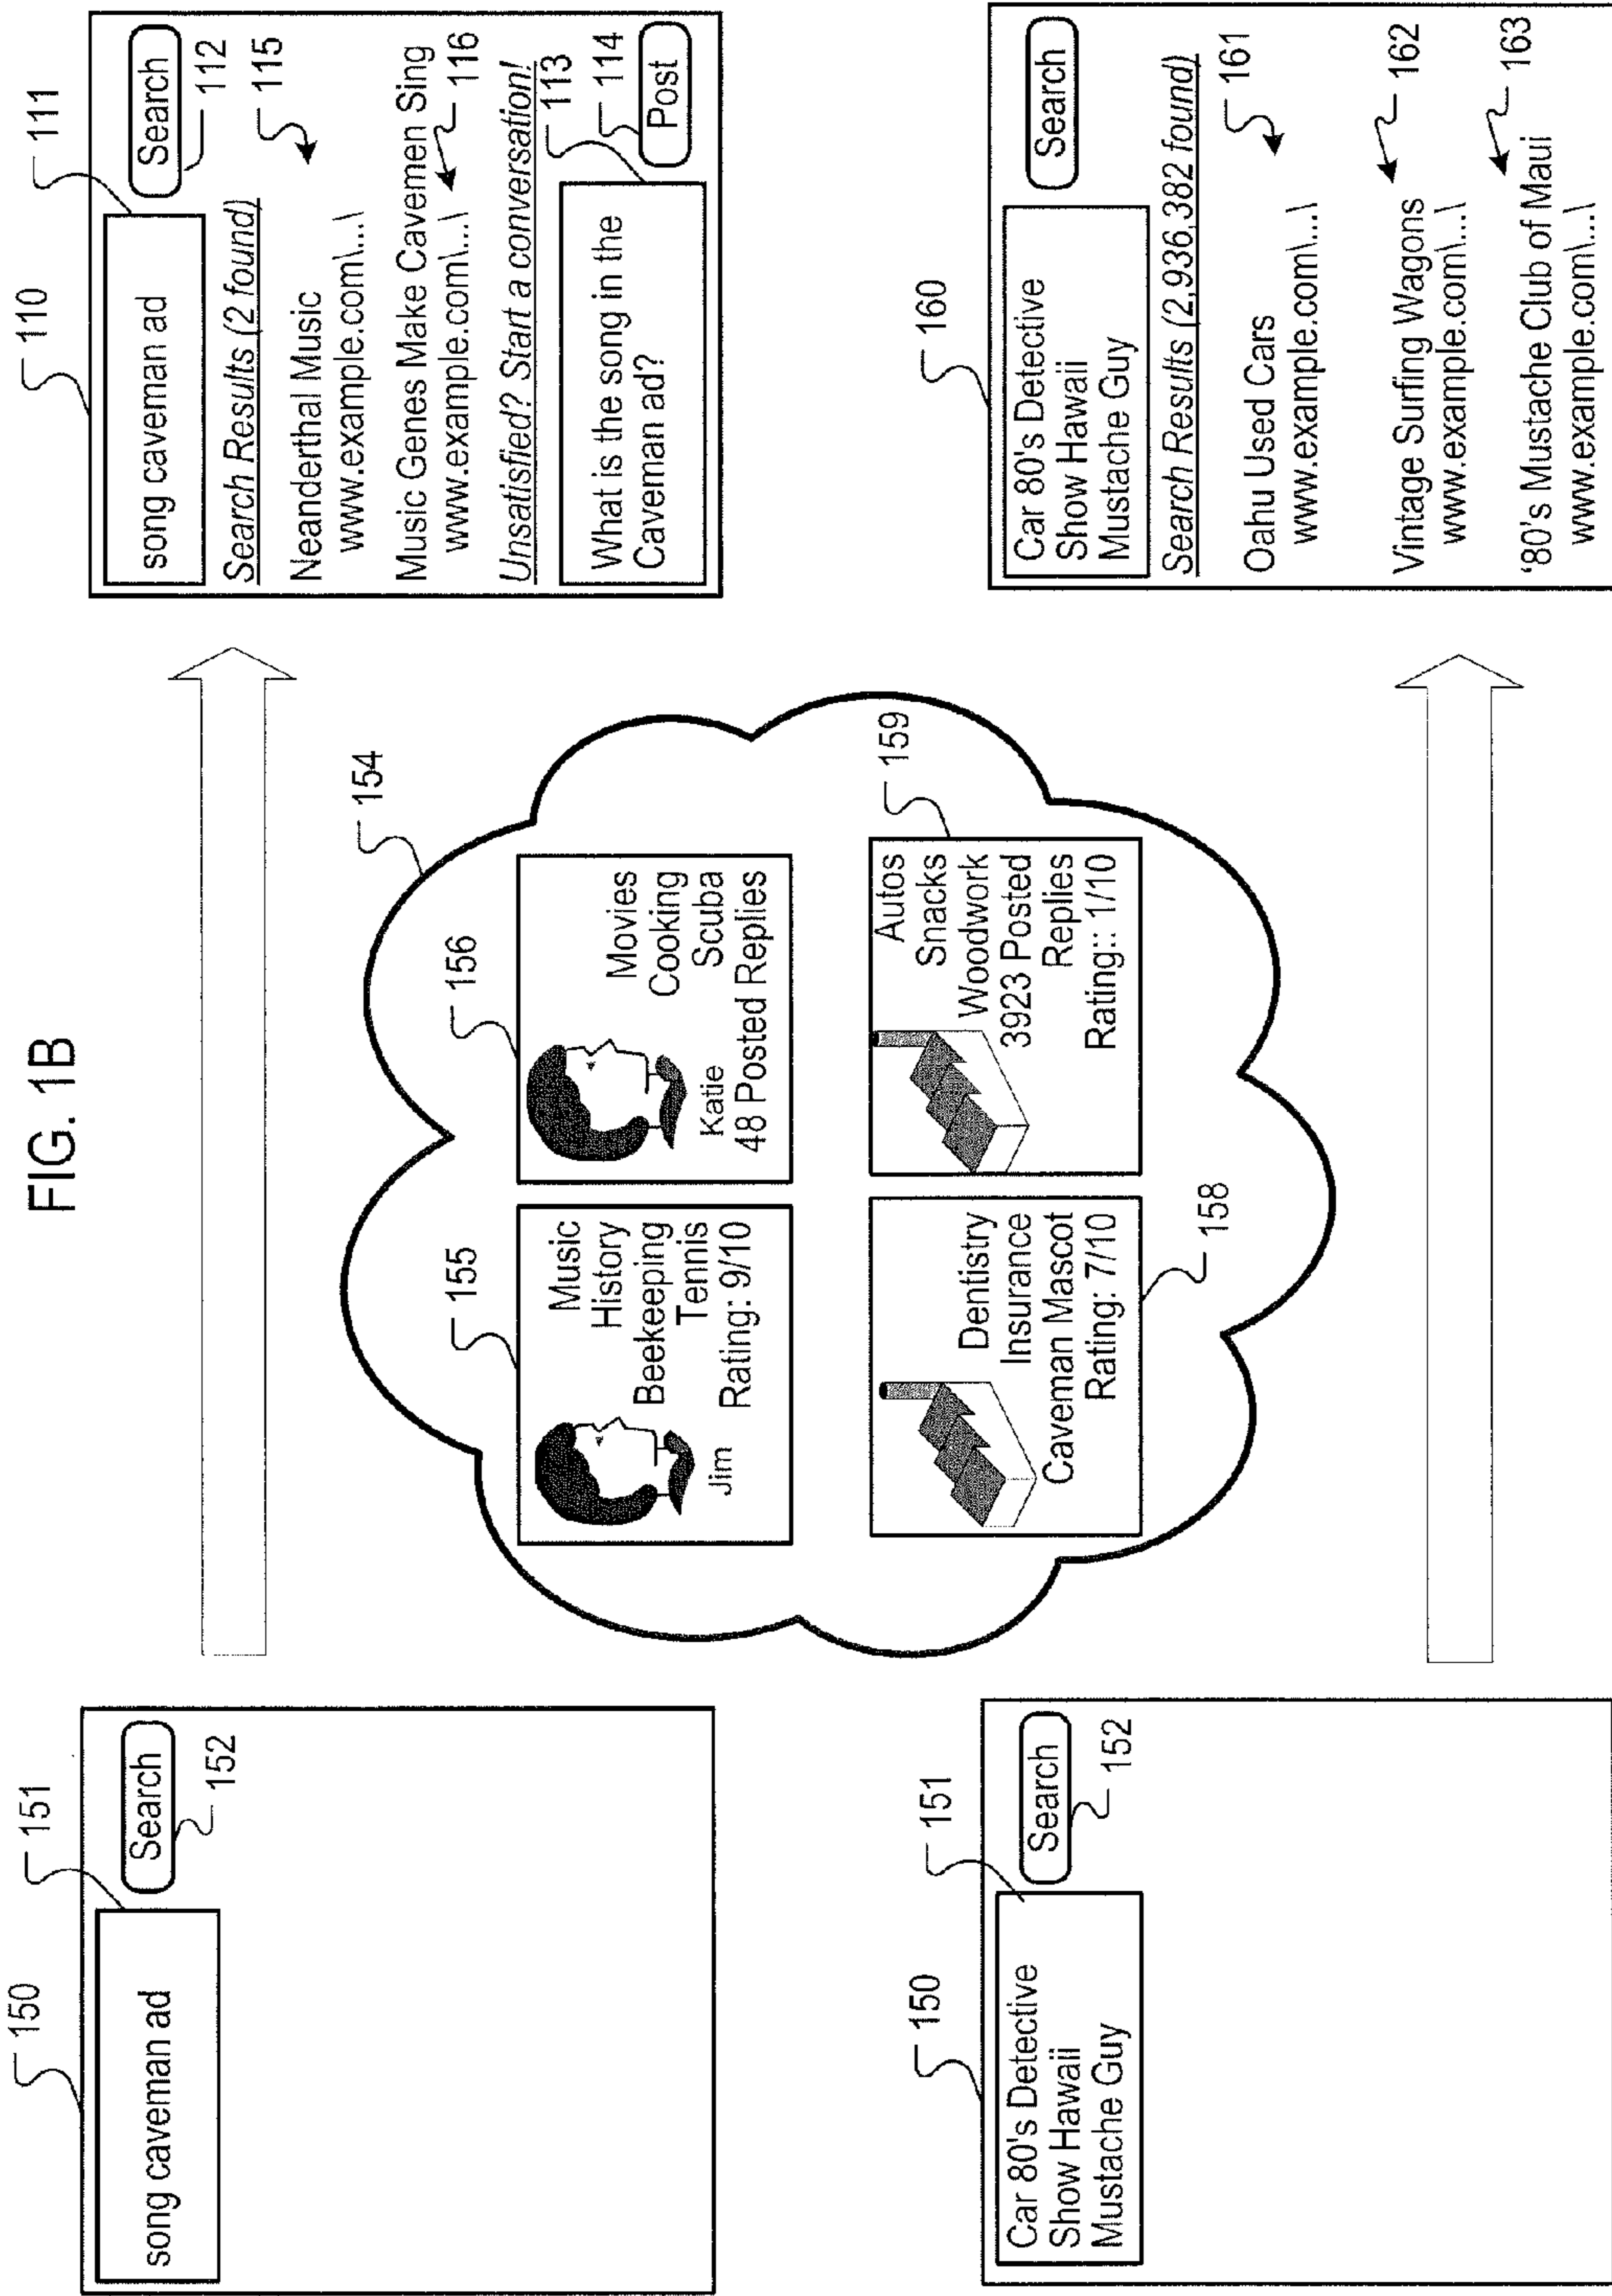 FIG. 1B
150
151
song caveman ad
Search
152
110
111
song caveman ad
Search
112
Search Results (2 found)
115
Neanderthal Music
www.example.com\...\
Music Genes Make Cavemen Sing
www.example.com\...\
116
Unsatisfied? Start a conversation!
113
What is the song in the
Caveman ad?
114
Post
154
155
Jim
Music
History
Beekeeping
Tennis
Rating: 9/10
156
Katie
Movies
Cooking
Scuba
48 Posted Replies
Dentistry
Insurance
Caveman Mascot
Rating: 7/10
158
159
Autos
Snacks
Woodwork
3923 Posted
Replies
Rating:: 1/10
150
151
Car 80's Detective
Show Hawaii
Mustache Guy
Search
152
160
Car 80's Detective
Show Hawaii
Mustache Guy
Search
Search Results (2,936,382 found)
161
Oahu Used Cars
www.example.com\...\
162
Vintage Surfing Wagons
www.example.com\...\
163
'80's Mustache Club of Maui
www.example.com\...\